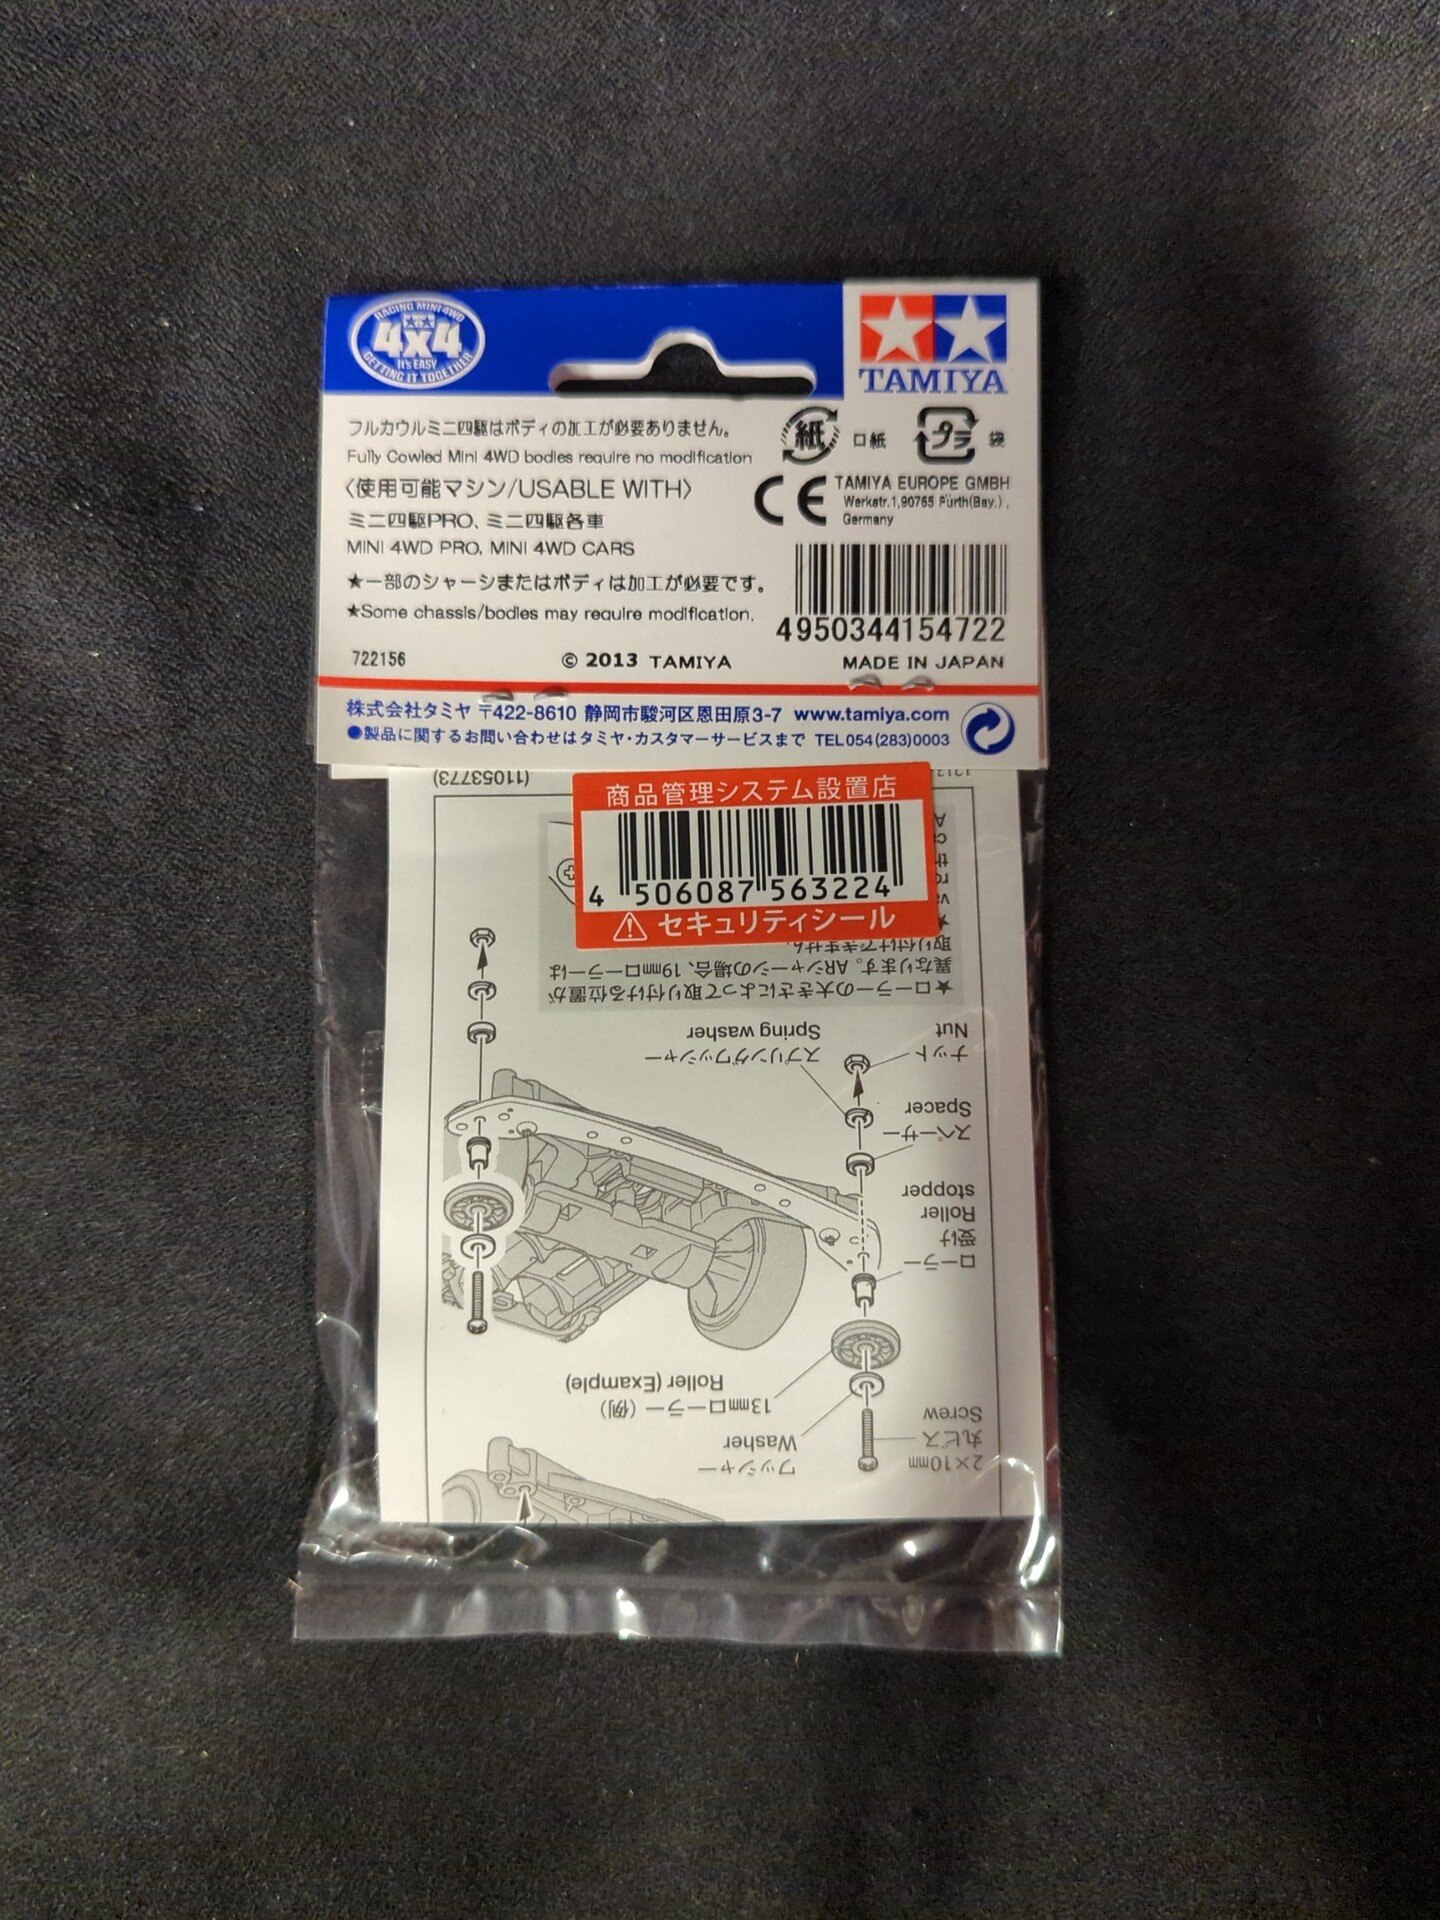 RACING MINI 4WD
4x4
It's EASY
GETTING IT TOGETHER
TAMIYA
フルカウルミニ四駆はボディの加工が必要ありません。
Fully Cowled Mini 4WD bodies require no modification
〈使用可能マシン/USABLE WITH〉
ミニ四駆PRO、ミニ四駆各車
MINI 4WD PRO, MINI 4WD CARS
★一部のシャーシまたはボディは加工が必要です。
★Some chassis/bodies may require modification.
紙 口紙 プラ 袋
CE TAMIYA EUROPE GMBH
Werkstr.1,90765 Fürth(Bay.),
Germany
4950344154722
722156 © 2013 TAMIYA MADE IN JAPAN
株式会社タミヤ 〒422-8610 静岡市駿河区恩田原3-7 www.tamiya.com
●製品に関するお問い合わせはタミヤ・カスタマーサービスまで TEL054(283)0003
商品管理システム設置店
4 506087 563224
⚠ セキュリティシール
(11053773)
2×10mm
丸ビス
Screw
ワッシャー
Washer
13mmローラー（例）
Roller (Example)
ローラー
受け
Roller
stopper
スペーサー
Spacer
スプリングワッシャー
Spring washer
ナット
Nut
★ローラーの大きさによって取り付ける位置が
異なります。ARシャーシの場合、19mmローラーは
取り付けできません。